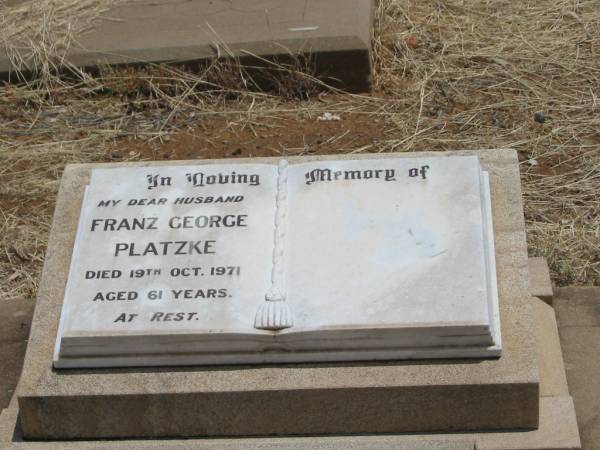 In Loving Memory of
MY DEAR HUSBAND
FRANZ GEORGE
PLATZKE
DIED 19TH OCT. 1971
AGED 61 YEARS.
AT REST.